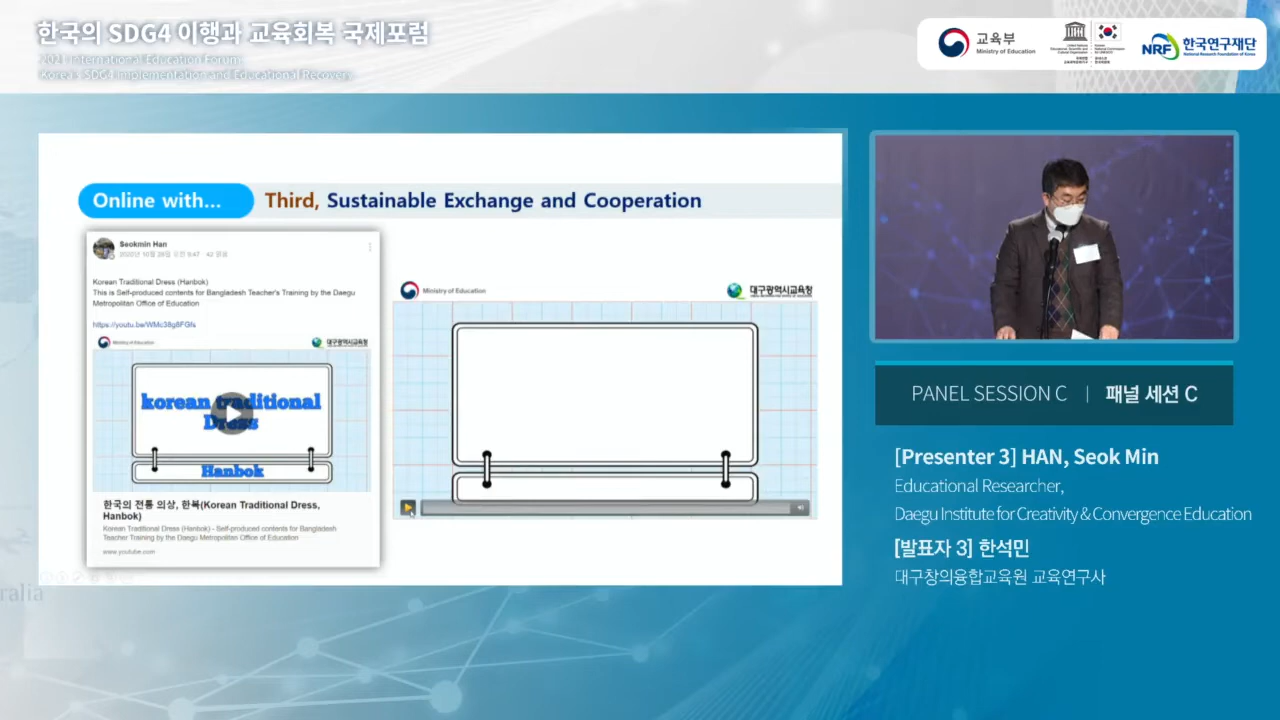 한국의 SDG4 이행과 교육회복 국제포럼
2021 International Education Forum:
Korea's SDG4 Implementation and Educational Recovery
교육부
Ministry of Education
NRF 한국연구재단
National Research Foundation of Korea
Online with...
Third, Sustainable Exchange and Cooperation
Seokmin Han
Korean Traditional Dress (Hanbok)
This is Self-produced contents for Bangladesh Teacher's Training by the Daegu
Metropolitan Office of Education
Ministry of Education
대구광역시교육청
korean traditional
Dress
Hanbok
한국의 전통 의상, 한복(Korean Traditional Dress,
Hanbok)
Korean Traditional Dress (Hanbok) - Self-produced contents for Bangladesh
Teacher Training by the Daegu Metropolitan Office of Education
www.youtube.com
Ministry of Education
대구광역시교육청
PANEL SESSION C | 패널 세션 C
[Presenter 3] HAN, Seok Min
Educational Researcher,
Daegu Institute for Creativity & Convergence Education
[발표자 3] 한석민
대구창의융합교육원 교육연구사
ralia